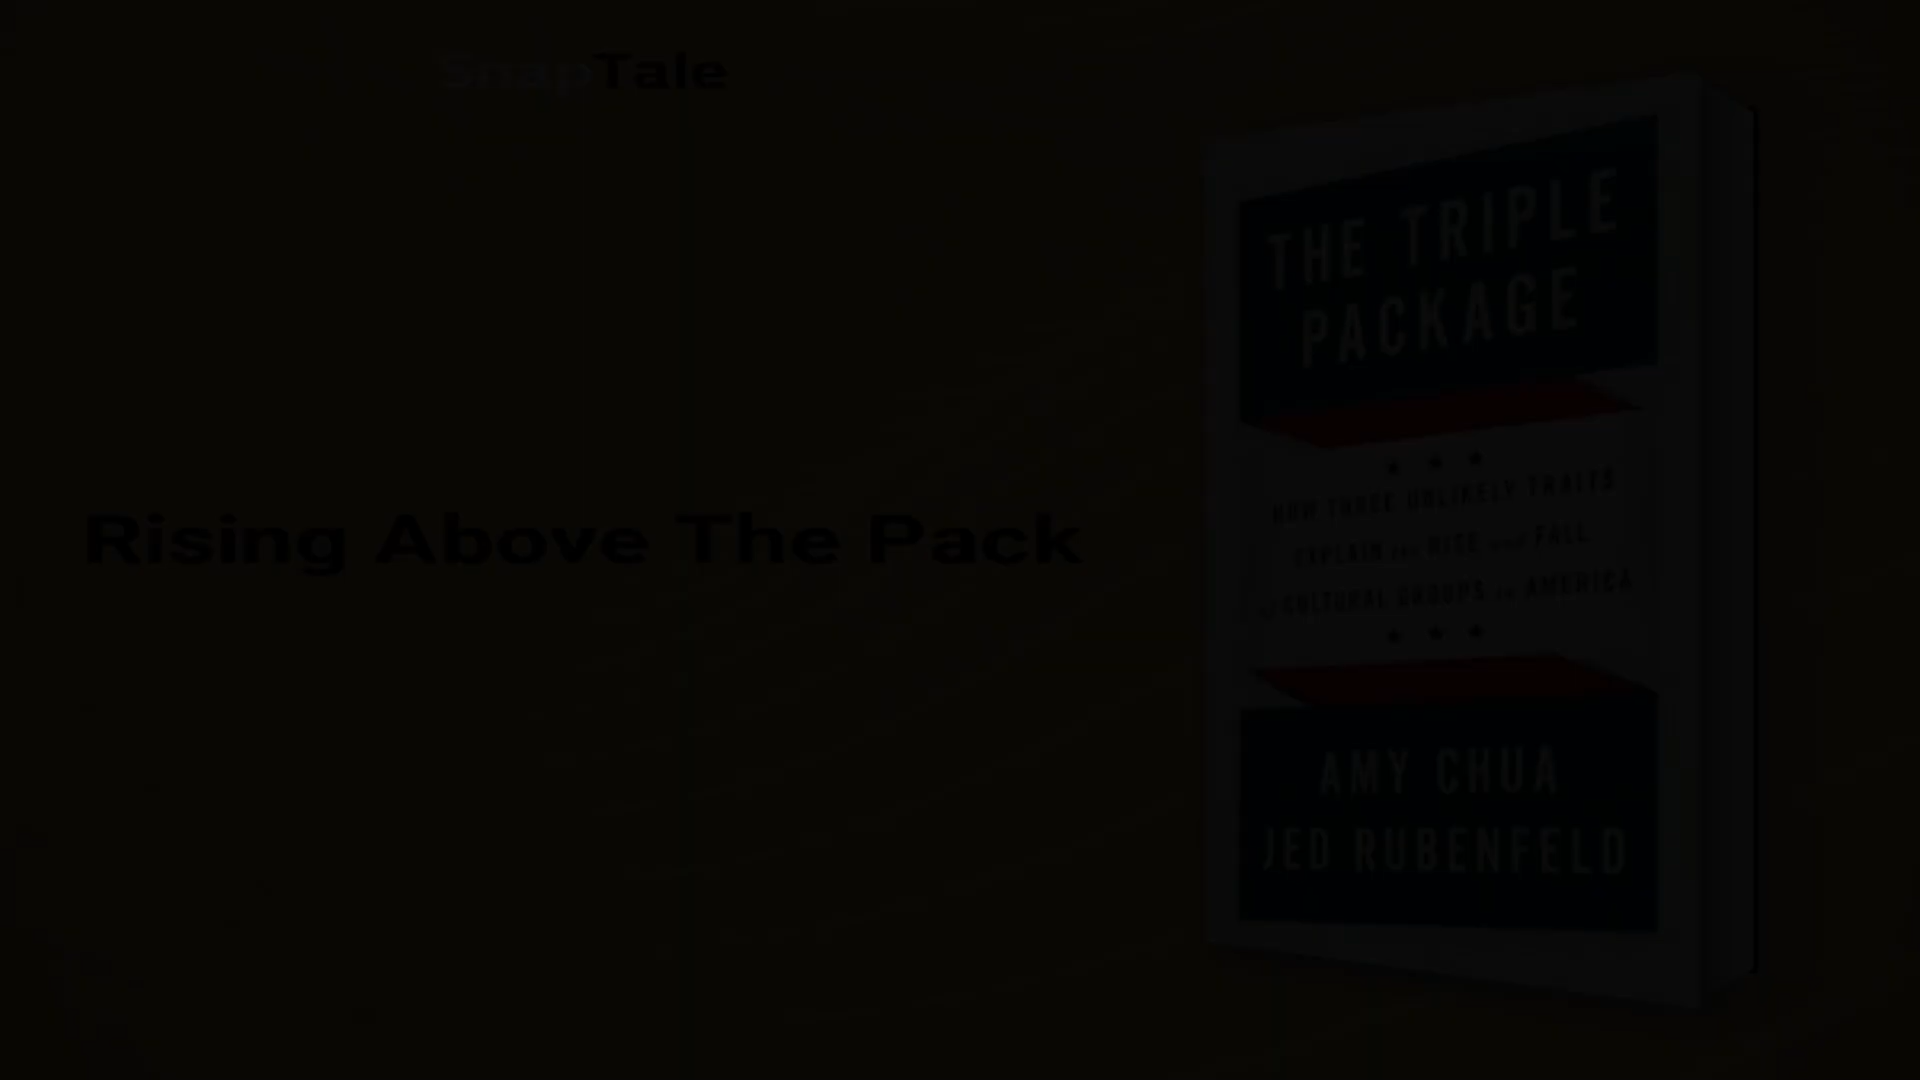 SnapTale
Rising Above The Pack
THE TRIPLE
PACKAGE
HOW THREE UNLIKELY TRAITS
EXPLAIN the RISE and FALL
of CULTURAL GROUPS in AMERICA
AMY CHUA
JED RUBENFELD